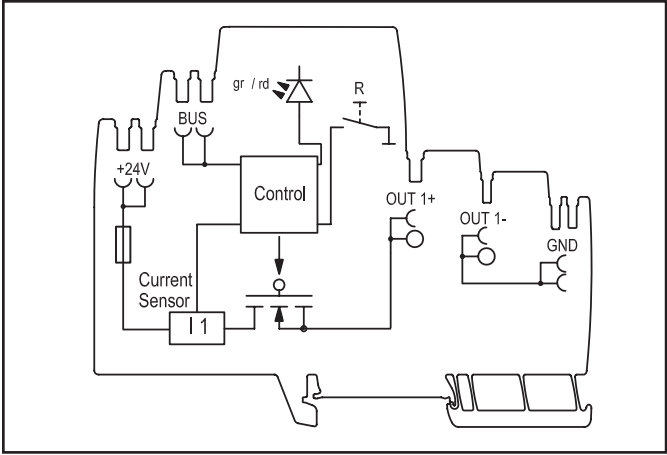 gr / rd
R
BUS
+24V
Control
OUT 1+
OUT 1-
GND
Current
Sensor
I 1